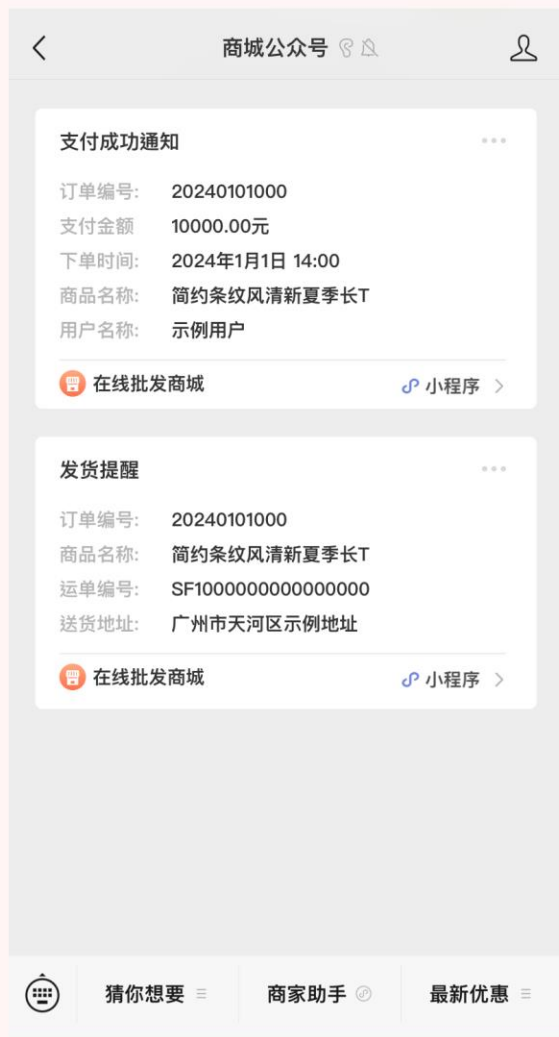 商城公众号
支付成功通知
订单编号: 20240101000
支付金额 10000.00元
下单时间: 2024年1月1日 14:00
商品名称: 简约条纹风清新夏季长T
用户名称: 示例用户
在线批发商城 小程序
发货提醒
订单编号: 20240101000
商品名称: 简约条纹风清新夏季长T
运单编号: SF1000000000000000
送货地址: 广州市天河区示例地址
在线批发商城 小程序
猜你想要 商家助手 最新优惠